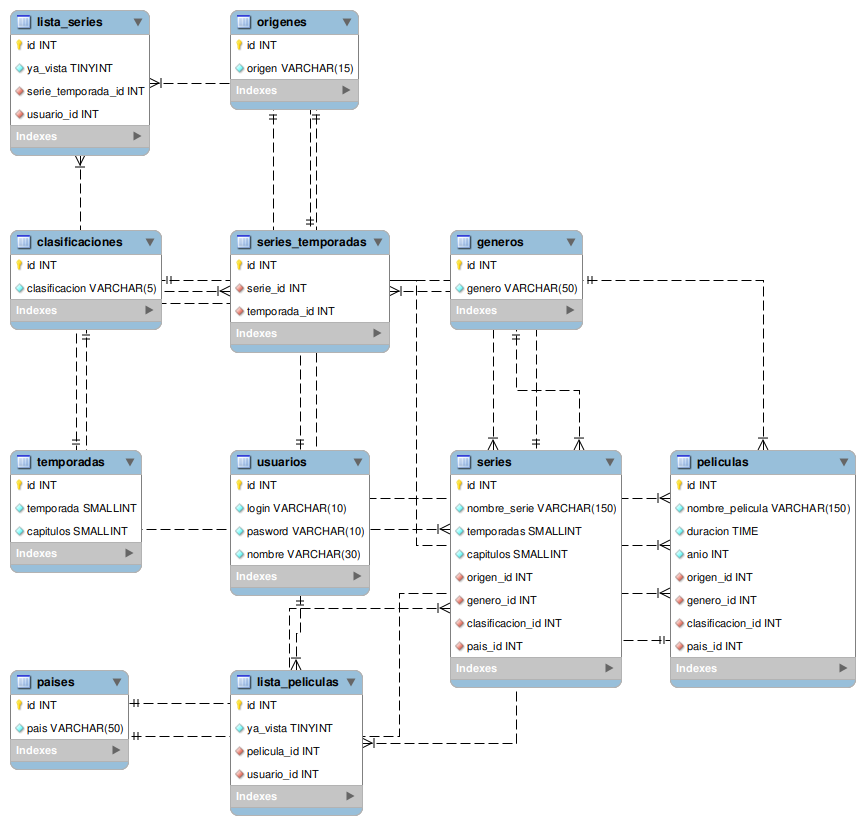 lista_series
id INT
ya_vista TINYINT
serie_temporada_id INT
usuario_id INT
Indexes
origenes
id INT
origen VARCHAR(15)
Indexes
clasificaciones
id INT
clasificacion VARCHAR(5)
Indexes
series_temporadas
id INT
serie_id INT
temporada_id INT
Indexes
generos
id INT
genero VARCHAR(50)
Indexes
temporadas
id INT
temporada SMALLINT
capitulos SMALLINT
Indexes
usuarios
id INT
login VARCHAR(10)
pasword VARCHAR(10)
nombre VARCHAR(30)
Indexes
series
id INT
nombre_serie VARCHAR(150)
temporadas SMALLINT
capitulos SMALLINT
origen_id INT
genero_id INT
clasificacion_id INT
pais_id INT
Indexes
peliculas
id INT
nombre_pelicula VARCHAR(150)
duracion TIME
anio INT
origen_id INT
genero_id INT
clasificacion_id INT
pais_id INT
Indexes
paises
id INT
pais VARCHAR(50)
Indexes
lista_peliculas
id INT
ya_vista TINYINT
pelicula_id INT
usuario_id INT
Indexes